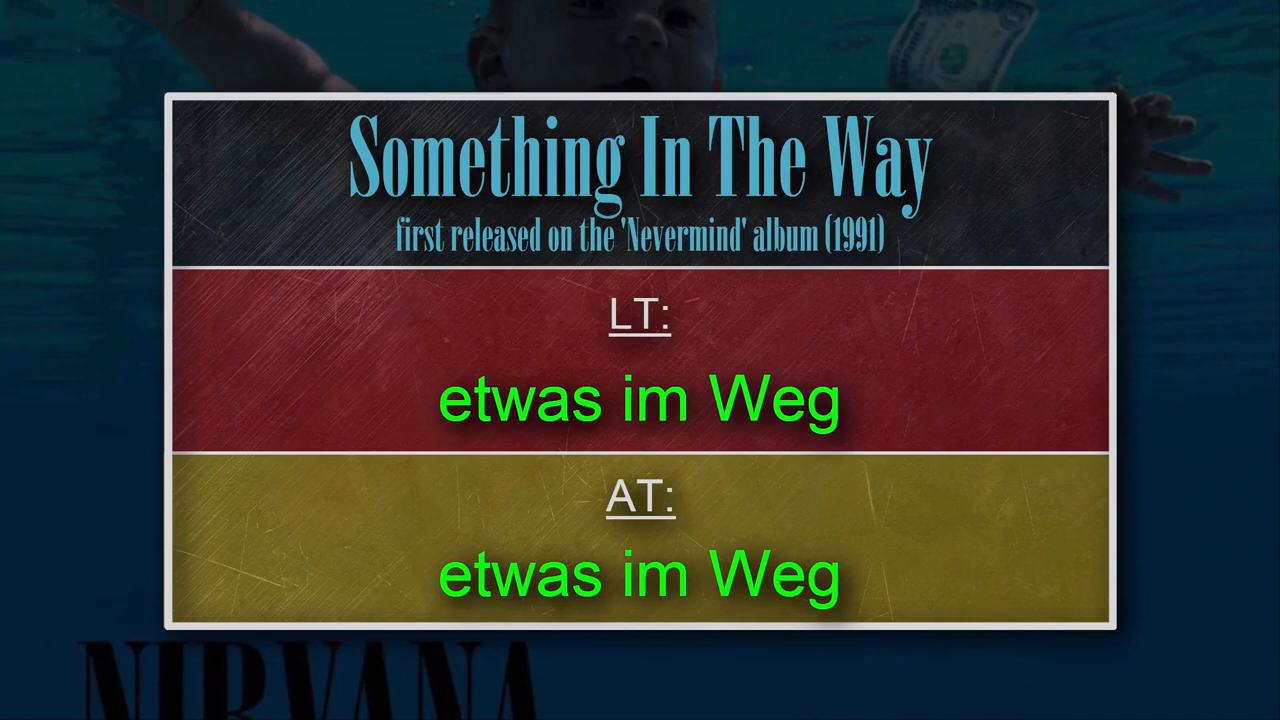 Something In The Way
first released on the 'Nevermind' album (1991)
LT:
etwas im Weg
AT:
etwas im Weg
NIRVANA